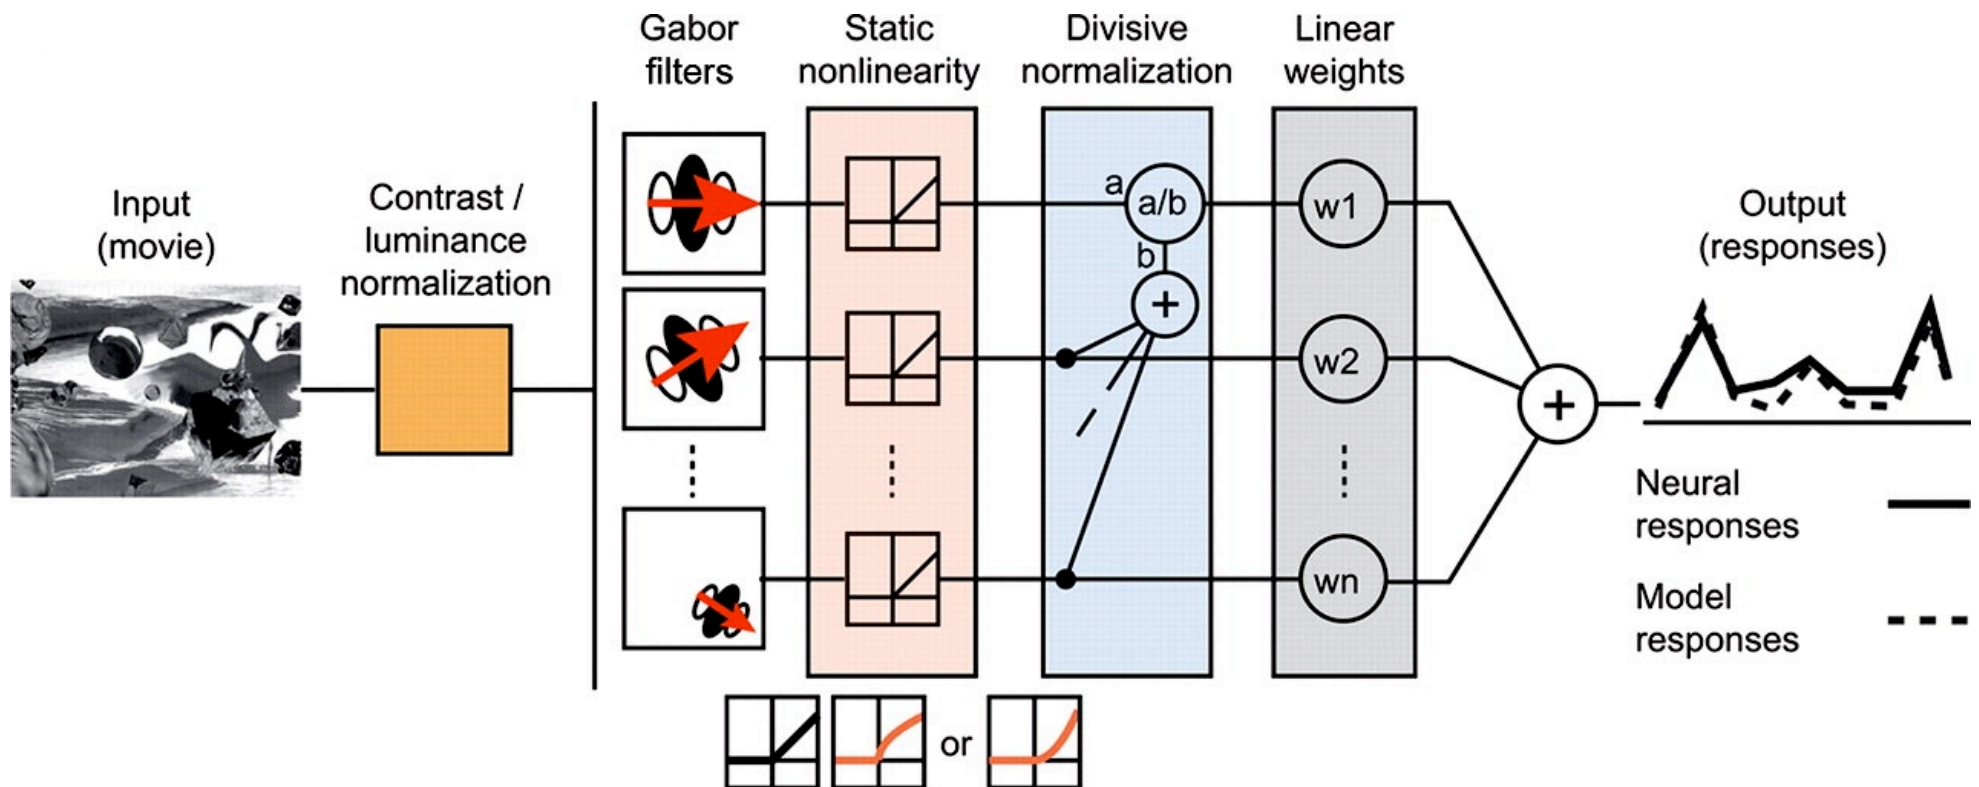 Gabor
filters
Static
nonlinearity
Divisive
normalization
Linear
weights
Input
(movie)
Contrast /
luminance
normalization
a
a/b
b
+
w1
w2
wn
+
Output
(responses)
Neural
responses
Model
responses
or